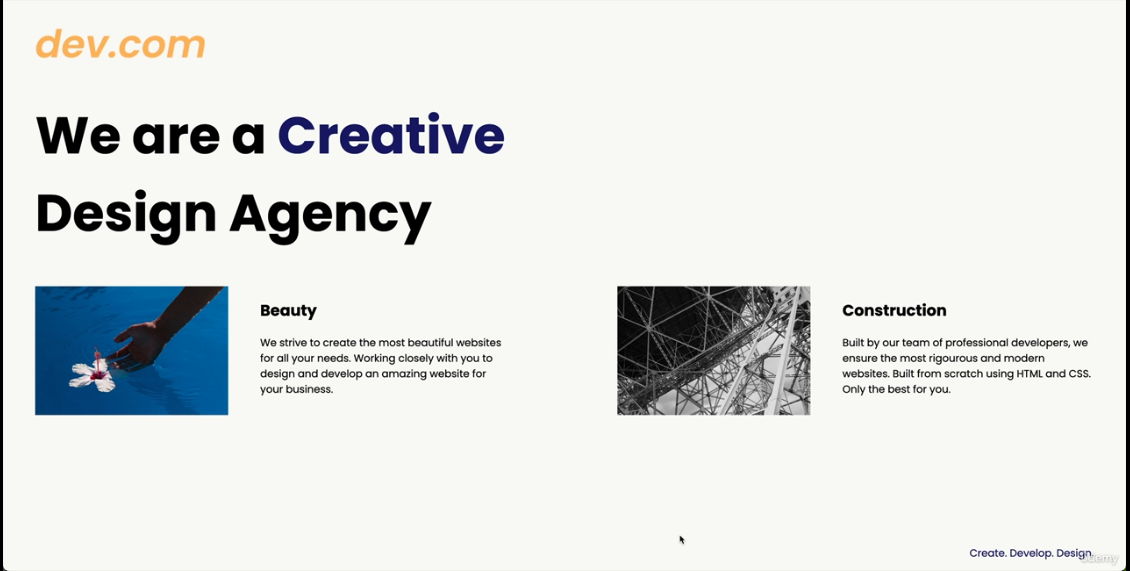 dev.com
We are a Creative
Design Agency
Beauty
We strive to create the most beautiful websites
for all your needs. Working closely with you to
design and develop an amazing website for
your business.
Construction
Built by our team of professional developers, we
ensure the most rigourous and modern
websites. Built from scratch using HTML and CSS.
Only the best for you.
Create. Develop. Design.
udemy